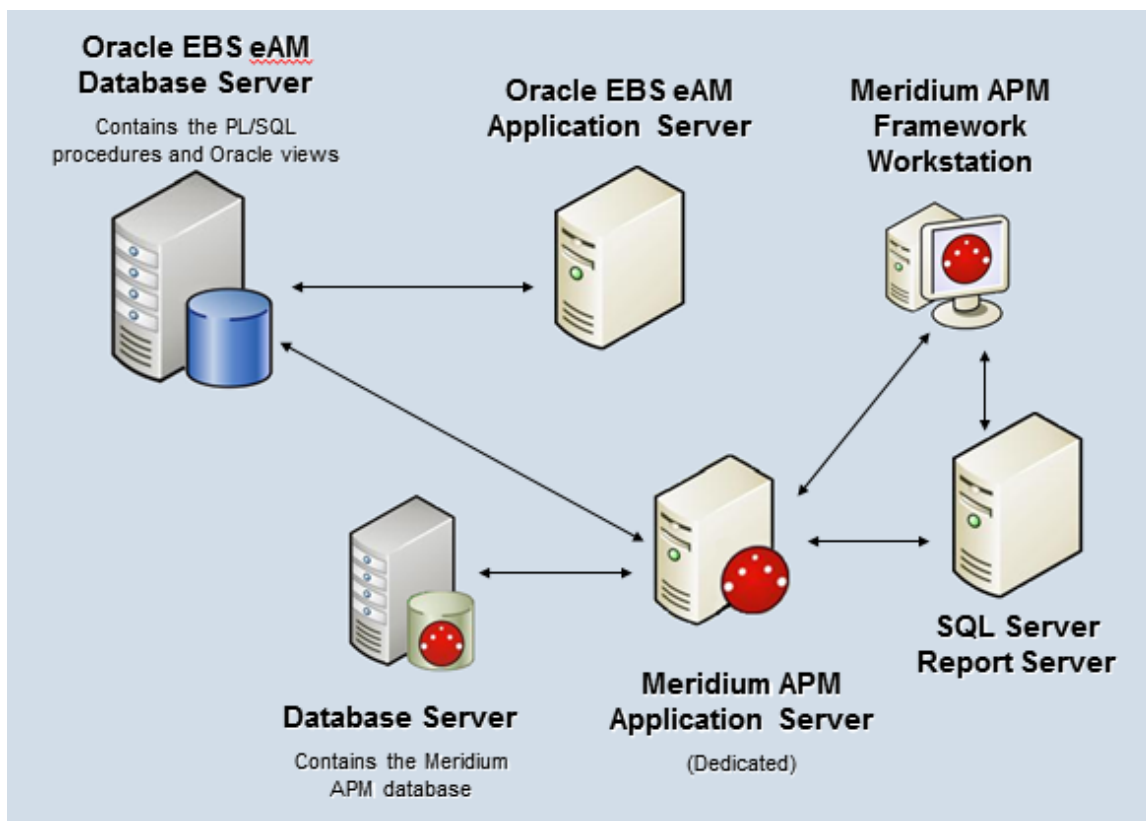 Oracle EBS eAM
Database Server
Contains the PL/SQL
procedures and Oracle views
Oracle EBS eAM
Application Server
Meridium APM
Framework
Workstation
SQL Server
Report Server
Meridium APM
Application Server
(Dedicated)
Database Server
Contains the Meridium
APM database